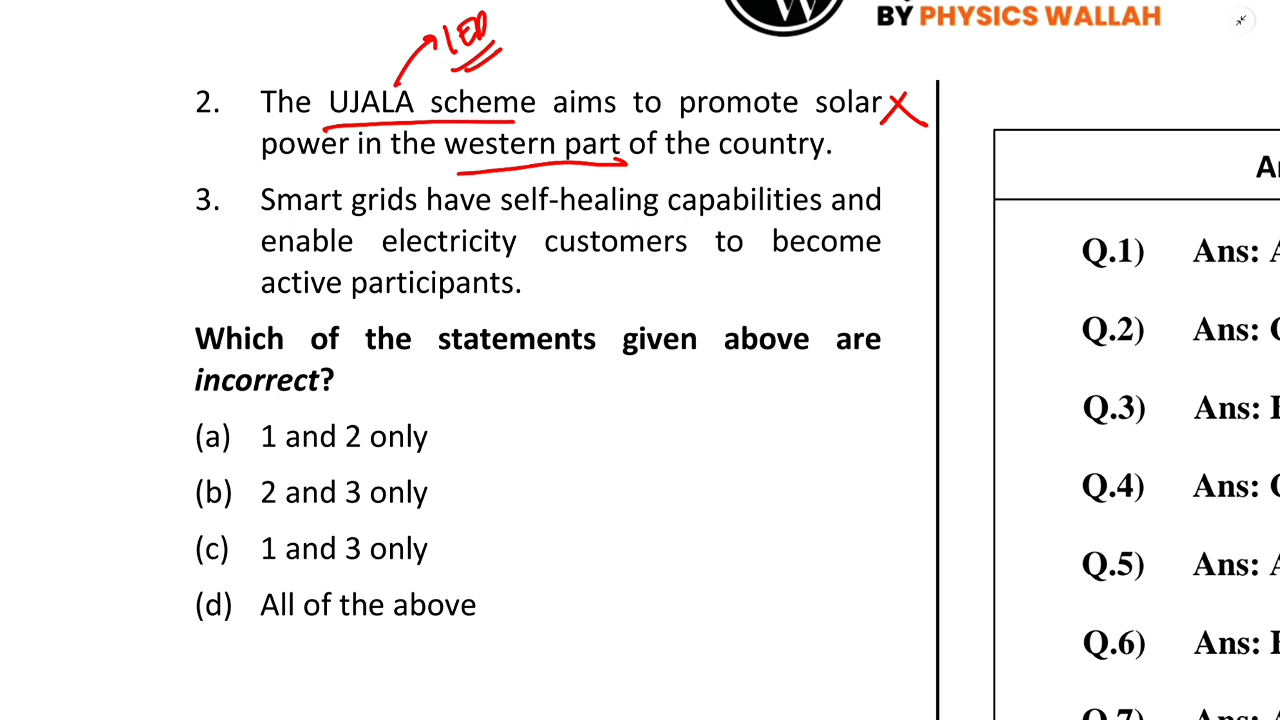 BY PHYSICS WALLAH
LED
2. The UJALA scheme aims to promote solar
power in the western part of the country.
3. Smart grids have self-healing capabilities and
enable electricity customers to become
active participants.
Which of the statements given above are
incorrect?
(a) 1 and 2 only
(b) 2 and 3 only
(c) 1 and 3 only
(d) All of the above
Q.1) Ans: A
Q.2) Ans:
Q.3) Ans:
Q.4) Ans:
Q.5) Ans: A
Q.6) Ans: